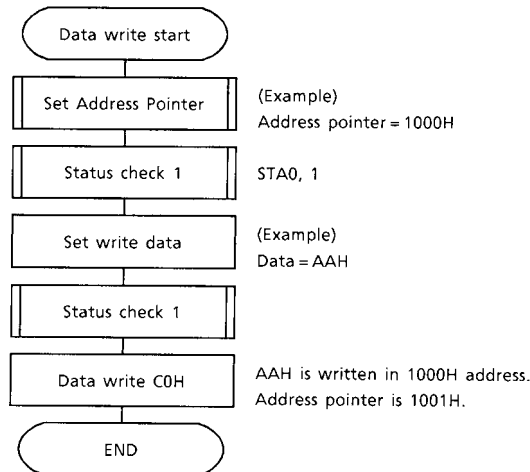 Data write start
Set Address Pointer
(Example)
Address pointer = 1000H
Status check 1
STA0, 1
Set write data
(Example)
Data = AAH
Status check 1
Data write C0H
AAH is written in 1000H address.
Address pointer is 1001H.
END